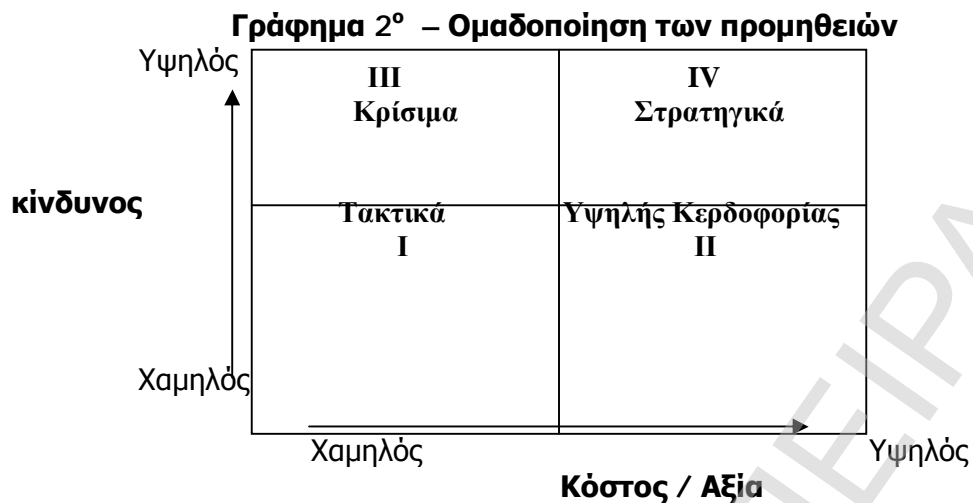 Γράφημα 2º – Ομαδοποίηση των προμηθειών
Υψηλός
III
IV
Κρίσιμα
Στρατηγικά
κίνδυνος
Τακτικά
Υψηλής Κερδοφορίας
I
II
Χαμηλός
Χαμηλός
Υψηλός
Κόστος / Αξία